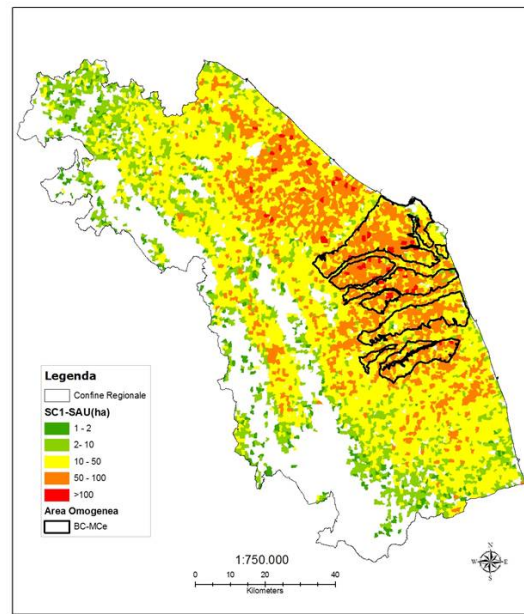 Legenda
Confine Regionale
SC1-SAU(ha)
1 - 2
2- 10
10 - 50
50 - 100
>100
Area Omogenea
BC-MCe
1:750.000
10 0 10 20 40
Kilometers
N
W E
S